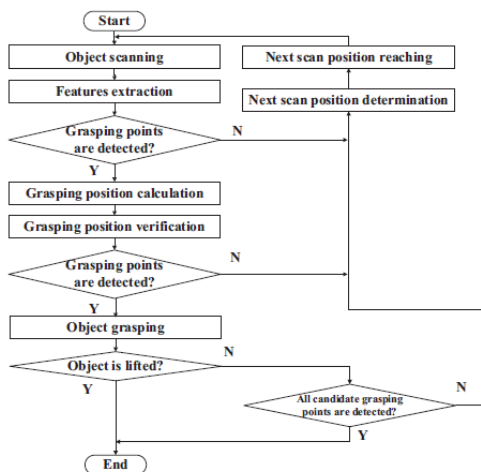 Start
Object scanning
Next scan position reaching
Features extraction
Next scan position determination
Grasping points
are detected?
N
Y
Grasping position calculation
Grasping position verification
Grasping points
are detected?
N
Y
Object grasping
Object is lifted?
N
Y
All candidate grasping
points are detected?
N
Y
End